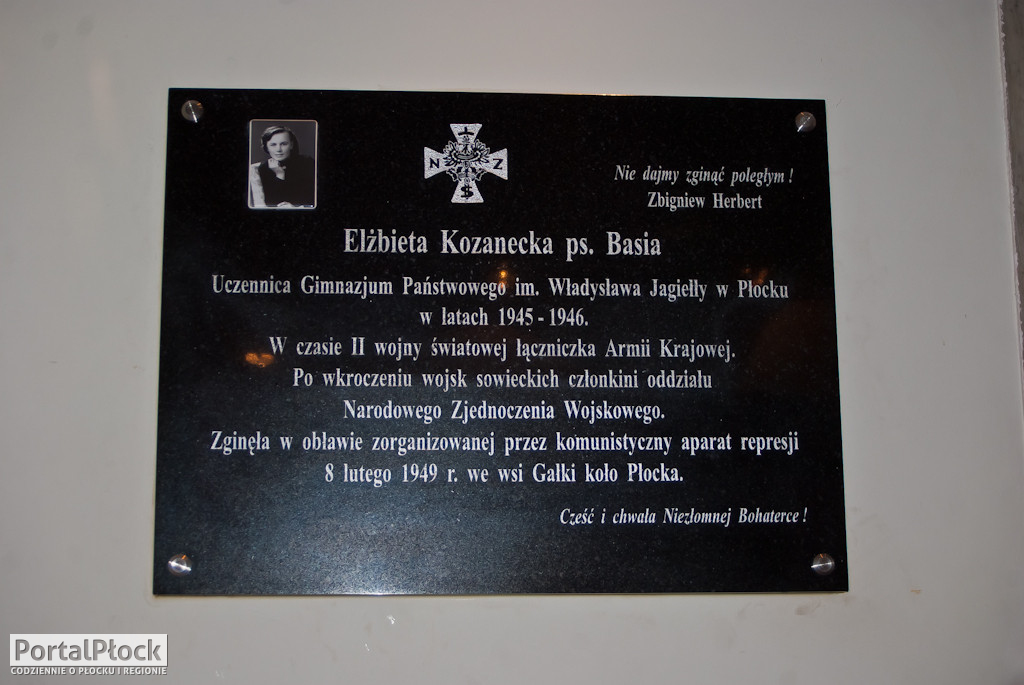 N Z
S
Nie dajmy zginąć poległym !
Zbigniew Herbert
Elżbieta Kozanecka ps. Basia
Uczennica Gimnazjum Państwowego im. Władysława Jagiełły w Płocku
w latach 1945 - 1946.
W czasie II wojny światowej łączniczka Armii Krajowej.
Po wkroczeniu wojsk sowieckich członkini oddziału
Narodowego Zjednoczenia Wojskowego.
Zginęła w obławie zorganizowanej przez komunistyczny aparat represji
8 lutego 1949 r. we wsi Gałki koło Płocka.
Cześć i chwała Niezłomnej Bohaterce !
PortalPłock
CODZIENNIE O PŁOCKU I REGIONIE